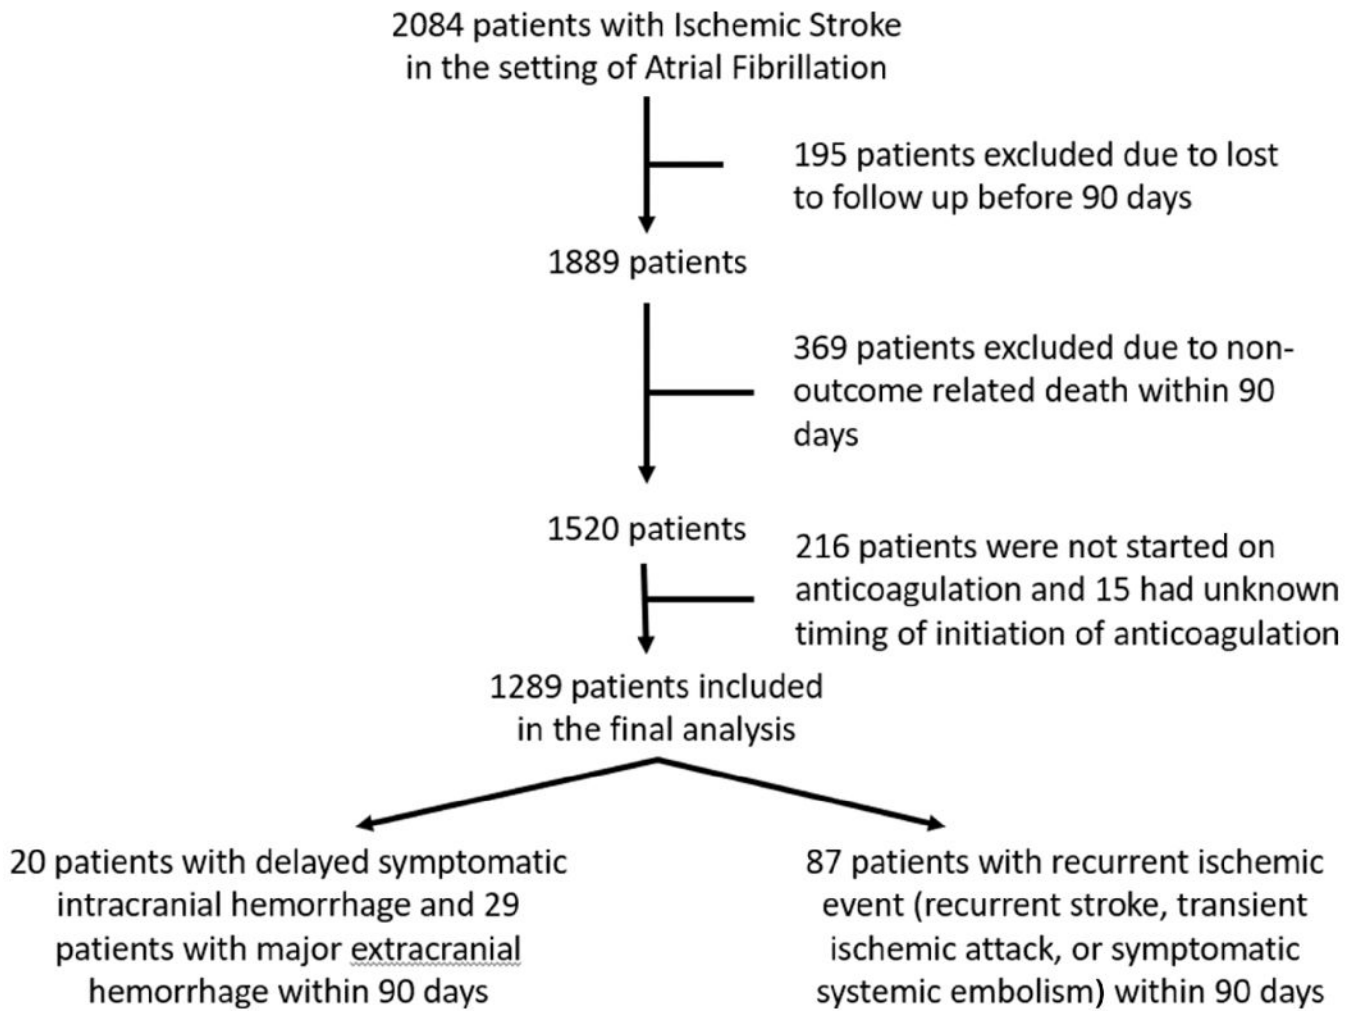 2084 patients with Ischemic Stroke
in the setting of Atrial Fibrillation
195 patients excluded due to lost
to follow up before 90 days
1889 patients
369 patients excluded due to non-
outcome related death within 90
days
1520 patients
216 patients were not started on
anticoagulation and 15 had unknown
timing of initiation of anticoagulation
1289 patients included
in the final analysis
20 patients with delayed symptomatic
intracranial hemorrhage and 29
patients with major extracranial
hemorrhage within 90 days
87 patients with recurrent ischemic
event (recurrent stroke, transient
ischemic attack, or symptomatic
systemic embolism) within 90 days